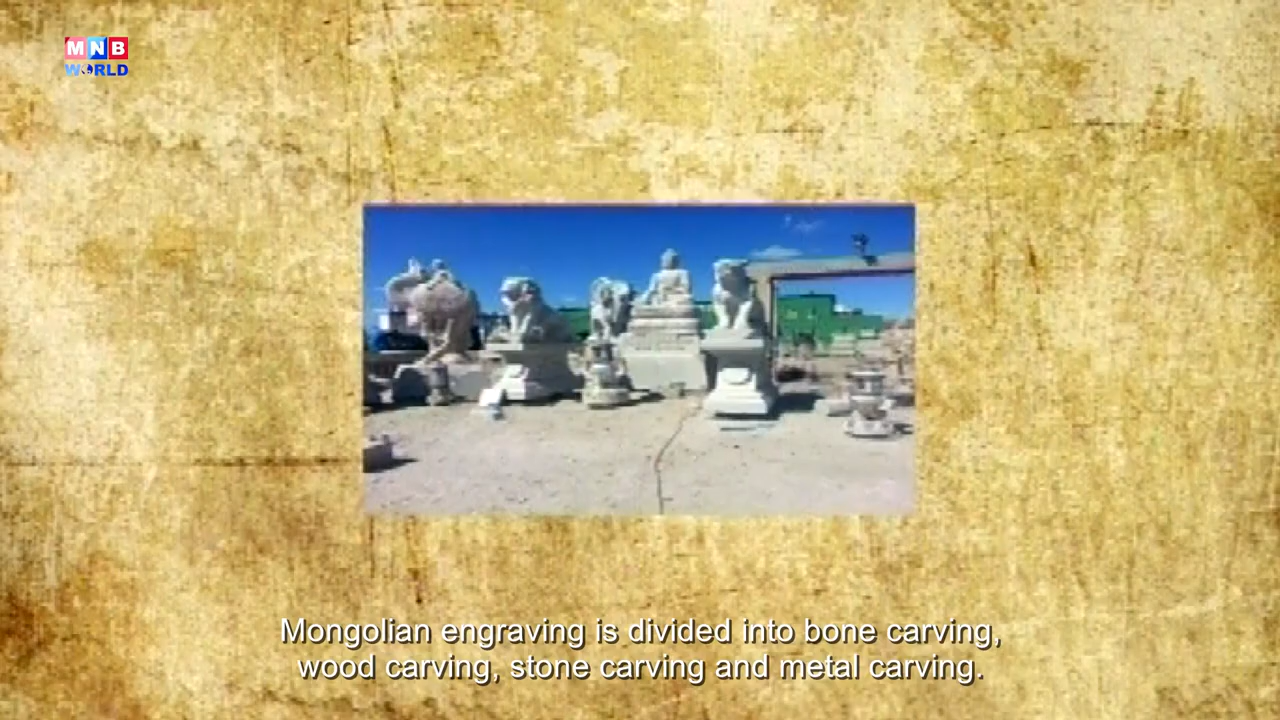 MNB
WORLD
Mongolian engraving is divided into bone carving,
wood carving, stone carving and metal carving.